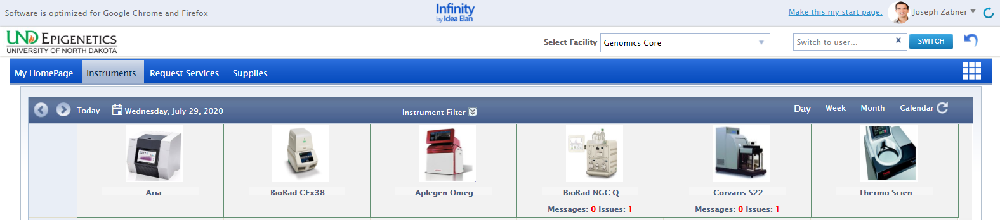 Software is optimized for Google Chrome and Firefox
Infinity
by Idea Elan
Make this my start page.
Joseph Zabner
UND EPIGENETICS
UNIVERSITY OF NORTH DAKOTA
Select Facility
Genomics Core
Switch to user...
X
SWITCH
My HomePage
Instruments
Request Services
Supplies
Today
Wednesday, July 29, 2020
Instrument Filter
Day
Week
Month
Calendar
Aria
BioRad CFx38..
Aplegen Omeg..
BioRad NGC Q..
Corvaris S22..
Thermo Scien..
Messages: 0 Issues: 1
Messages: 0 Issues: 1